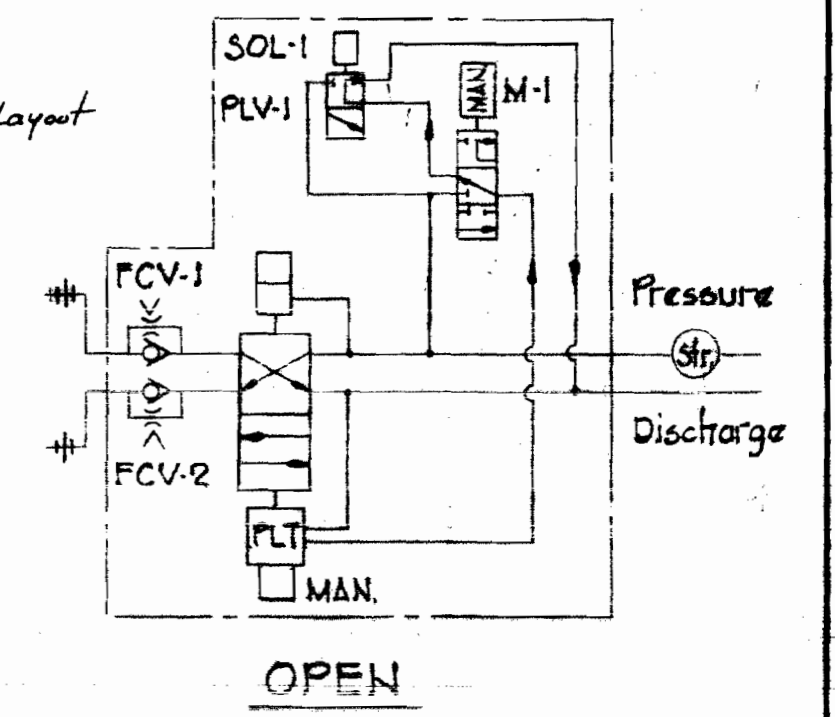 SOL-1
Layout
PLV-1
MAN
M-1
FCV-1
Pressure
Str.
Discharge
FCV-2
PLT
MAN.
OPEN